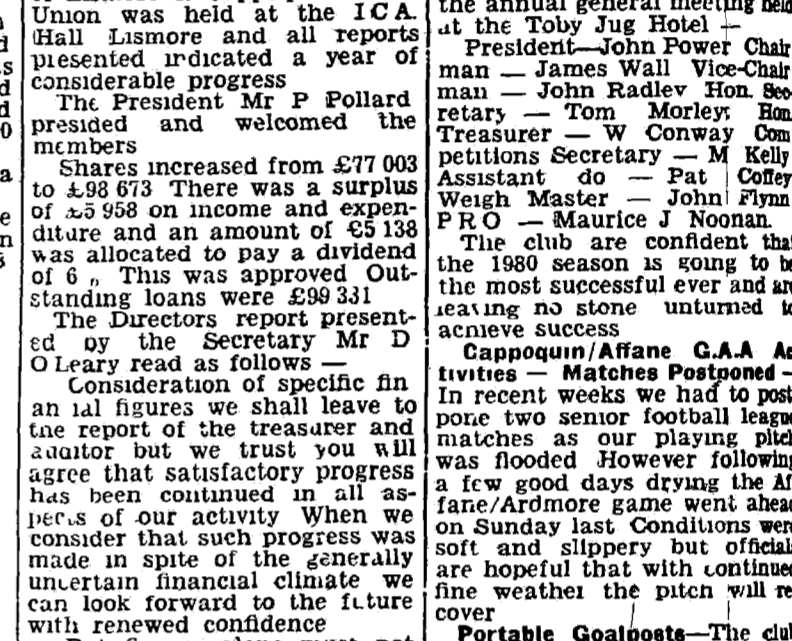 Union was held at the ICA.
Hall Lismore and all reports
presented indicated a year of
considerable progress
The President Mr P Pollard
presided and welcomed the
members
Shares increased from £77 003
to £98 673 There was a surplus
of £5 958 on income and expen-
diture and an amount of £5 138
was allocated to pay a dividend
of 6 This was approved Out-
standing loans were £99 331
The Directors report present-
ed by the Secretary Mr D
O Leary read as follows —
Consideration of specific fin
an ial figures we shall leave to
the report of the treasurer and
auditor but we trust you will
agree that satisfactory progress
has been continued in all as-
pects of our activity When we
consider that such progress was
made in spite of the generally
uncertain financial climate we
can look forward to the future
with renewed confidence
the annual general meeting held
at the Toby Jug Hotel —
President—John Power Chair
man — James Wall Vice-Chair
man — John Radley Hon. Sec-
retary — Tom Morley; Hon.
Treasurer — W Conway Com
petitions Secretary — M Kelly
Assistant do — Pat Coffey
Weigh Master — John Flynn
P R O — Maurice J Noonan.
The club are confident that
the 1980 season is going to be
the most successful ever and are
leaving no stone unturned to
achieve success
Cappoquin/Affane G.A.A Ac
tivities — Matches Postponed —
In recent weeks we had to post
pone two senior football league
matches as our playing pitch
was flooded However following
a few good days drying the Af
fane/Ardmore game went ahead
on Sunday last Conditions were
soft and slippery but officials
are hopeful that with continued
fine weather the pitch will re
cover
Portable Goalposts—The club